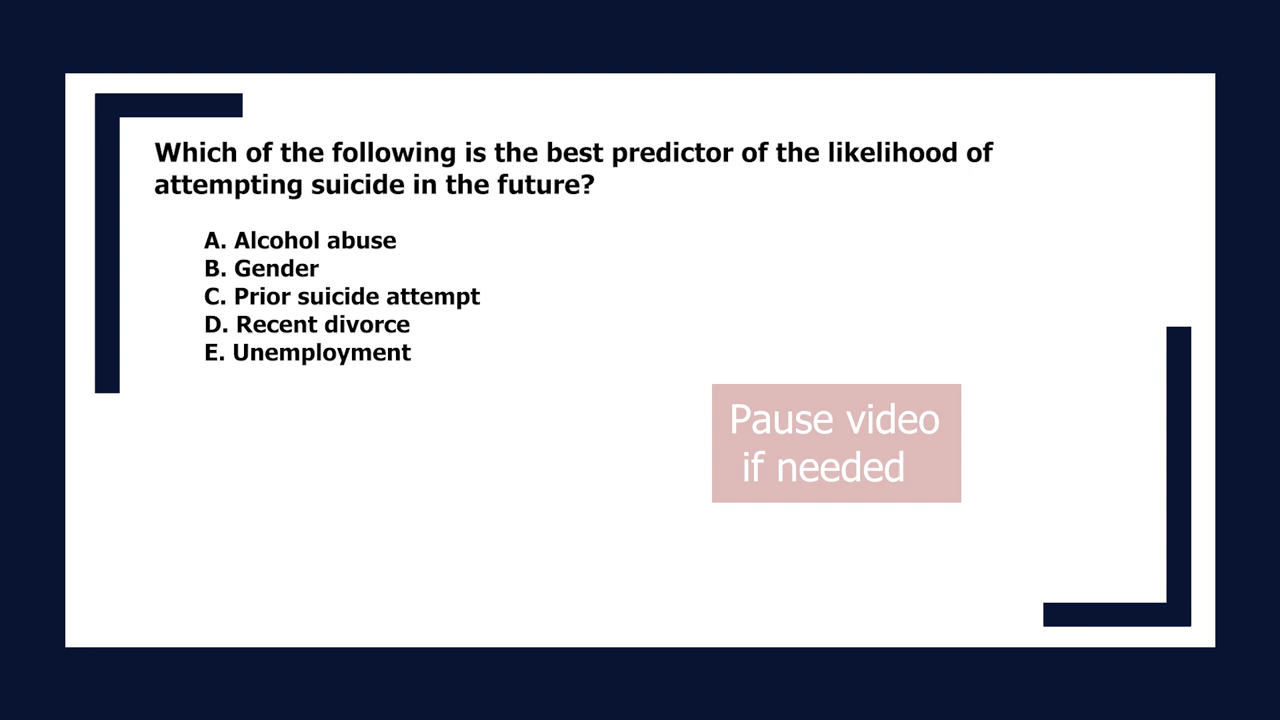 Which of the following is the best predictor of the likelihood of
attempting suicide in the future?
A. Alcohol abuse
B. Gender
C. Prior suicide attempt
D. Recent divorce
E. Unemployment
Pause video
if needed